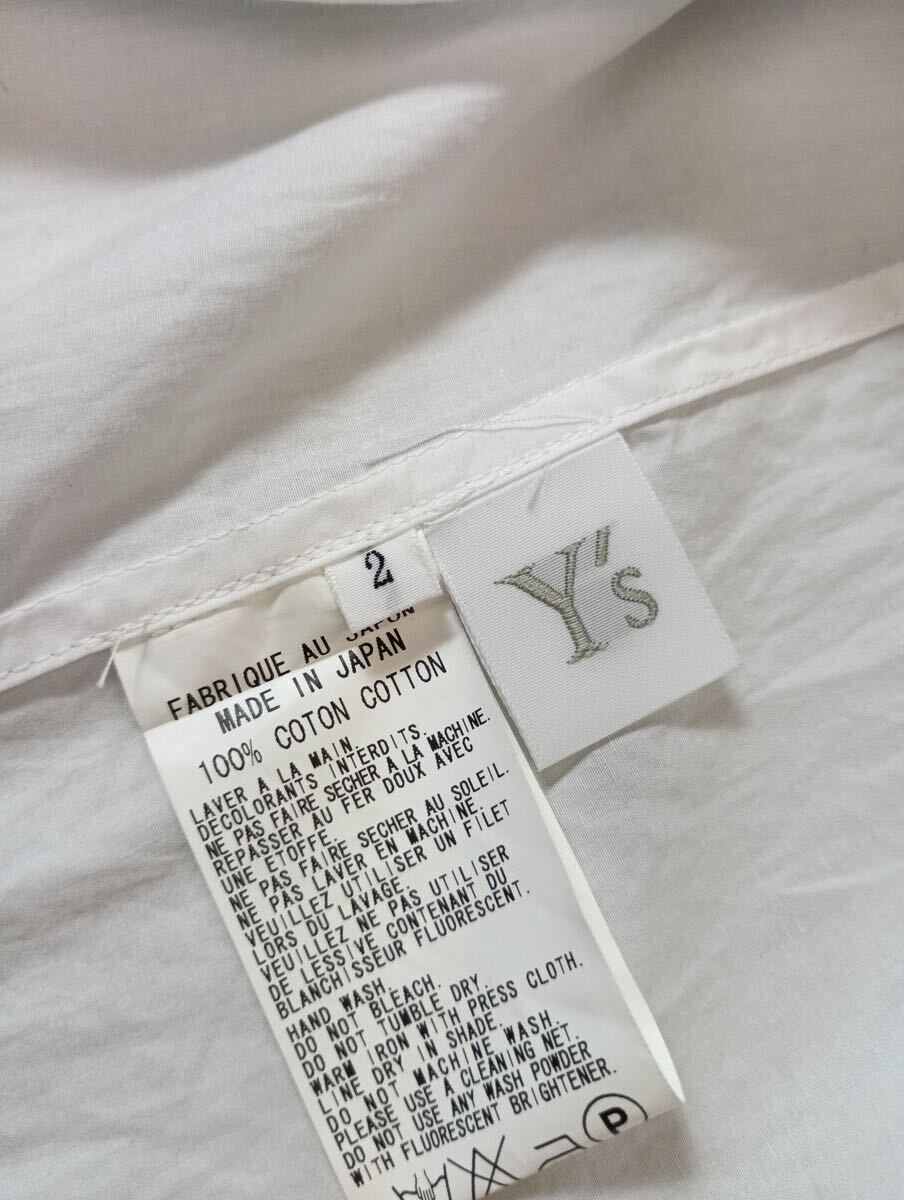 2
Y's
FABRIQUE AU JAPON
MADE IN JAPAN
100% COTON COTTON
LAVER A LA MAIN.
DECOLORANTS INTERDITS.
NE PAS FAIRE SECHER A LA MACHINE.
REPASSER AU FER DOUX AVEC
UNE ETOFFE.
NE PAS FAIRE SECHER AU SOLEIL.
NE PAS LAVER EN MACHINE.
VEUILLEZ UTILISER UN FILET
LORS DU LAVAGE.
VEUILLEZ NE PAS UTILISER
DE LESSIVE CONTENANT DU
BLANCHISSEUR FLUORESCENT.
HAND WASH.
DO NOT BLEACH.
DO NOT TUMBLE DRY.
WARM IRON WITH PRESS CLOTH.
LINE DRY IN SHADE.
DO NOT MACHINE WASH.
PLEASE USE A CLEANING NET.
DO NOT USE ANY WASH POWDER
WITH FLUORESCENT BRIGHTENER.
P